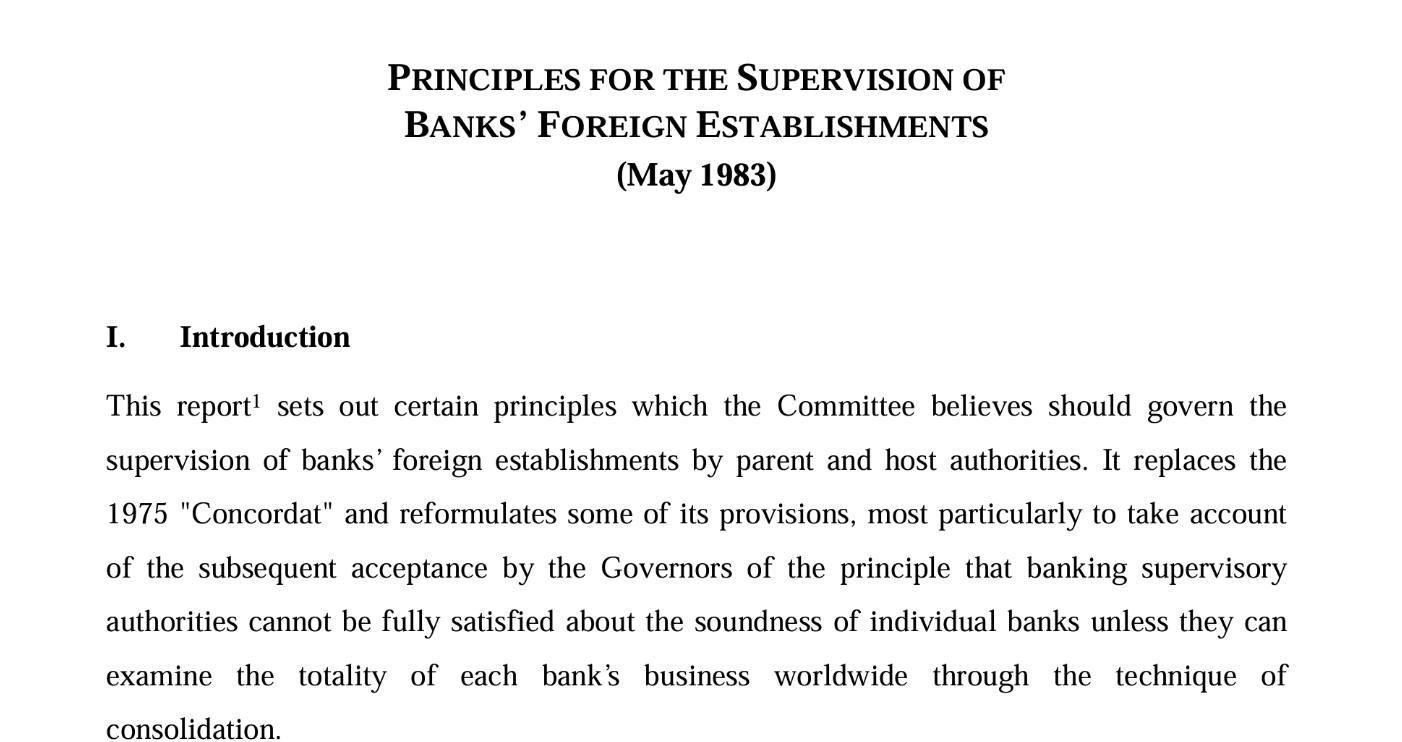 PRINCIPLES FOR THE SUPERVISION OF
BANKS’ FOREIGN ESTABLISHMENTS
(May 1983)
I. Introduction
This report¹ sets out certain principles which the Committee believes should govern the
supervision of banks’ foreign establishments by parent and host authorities. It replaces the
1975 "Concordat" and reformulates some of its provisions, most particularly to take account
of the subsequent acceptance by the Governors of the principle that banking supervisory
authorities cannot be fully satisfied about the soundness of individual banks unless they can
examine the totality of each bank’s business worldwide through the technique of
consolidation.